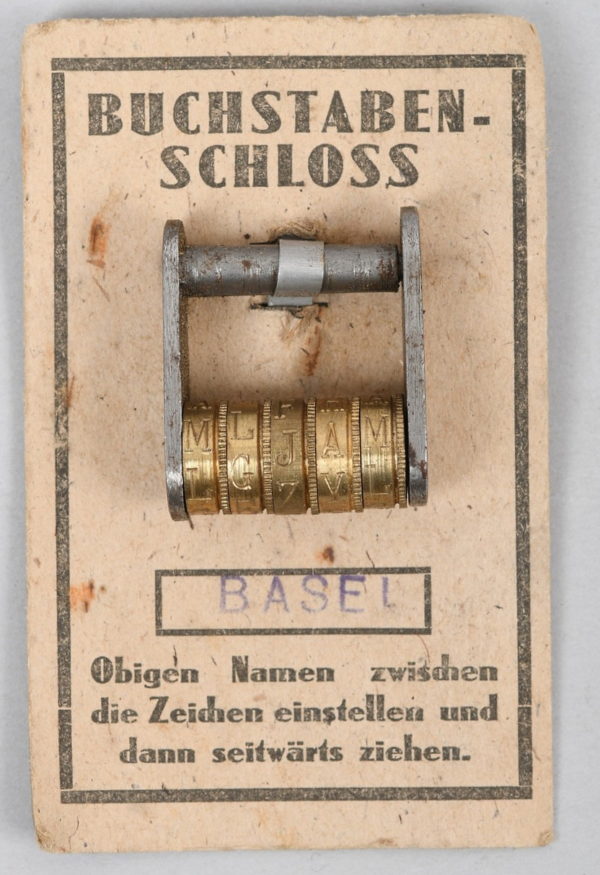 BUCHSTABEN-
SCHLOSS
M L J A M
L G V L
BASEL
Obigen Namen zwischen
die Zeichen einstellen und
dann seitwärts ziehen.